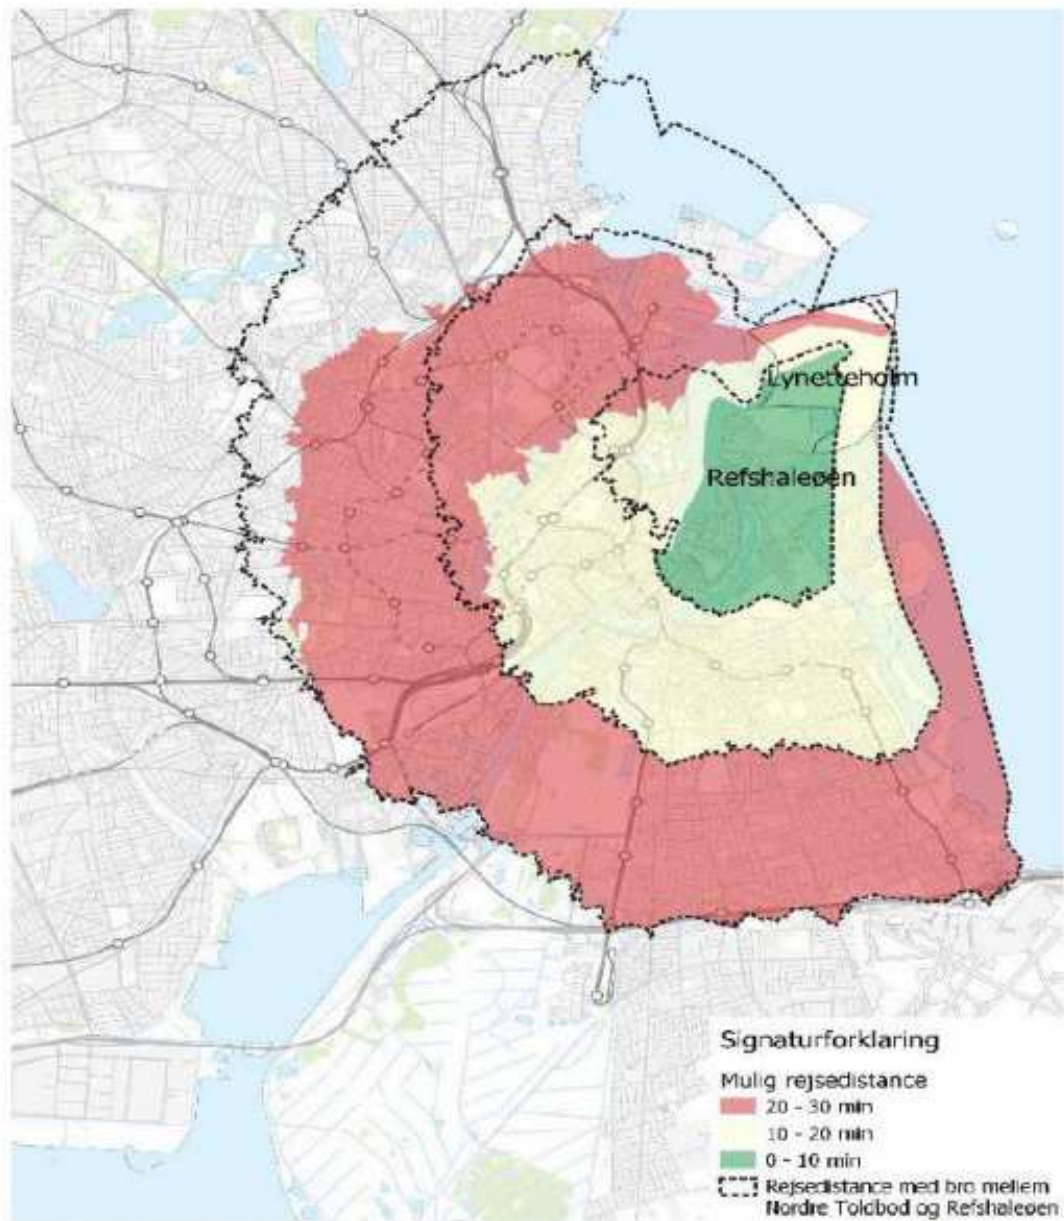 Lynetteholm
Refshaleøen
Signaturforklaring
Mulig rejsedistance
20 - 30 min
10 - 20 min
0 - 10 min
Rejsedistance med bro mellem
Nordre Toldbod og Refshaleøen